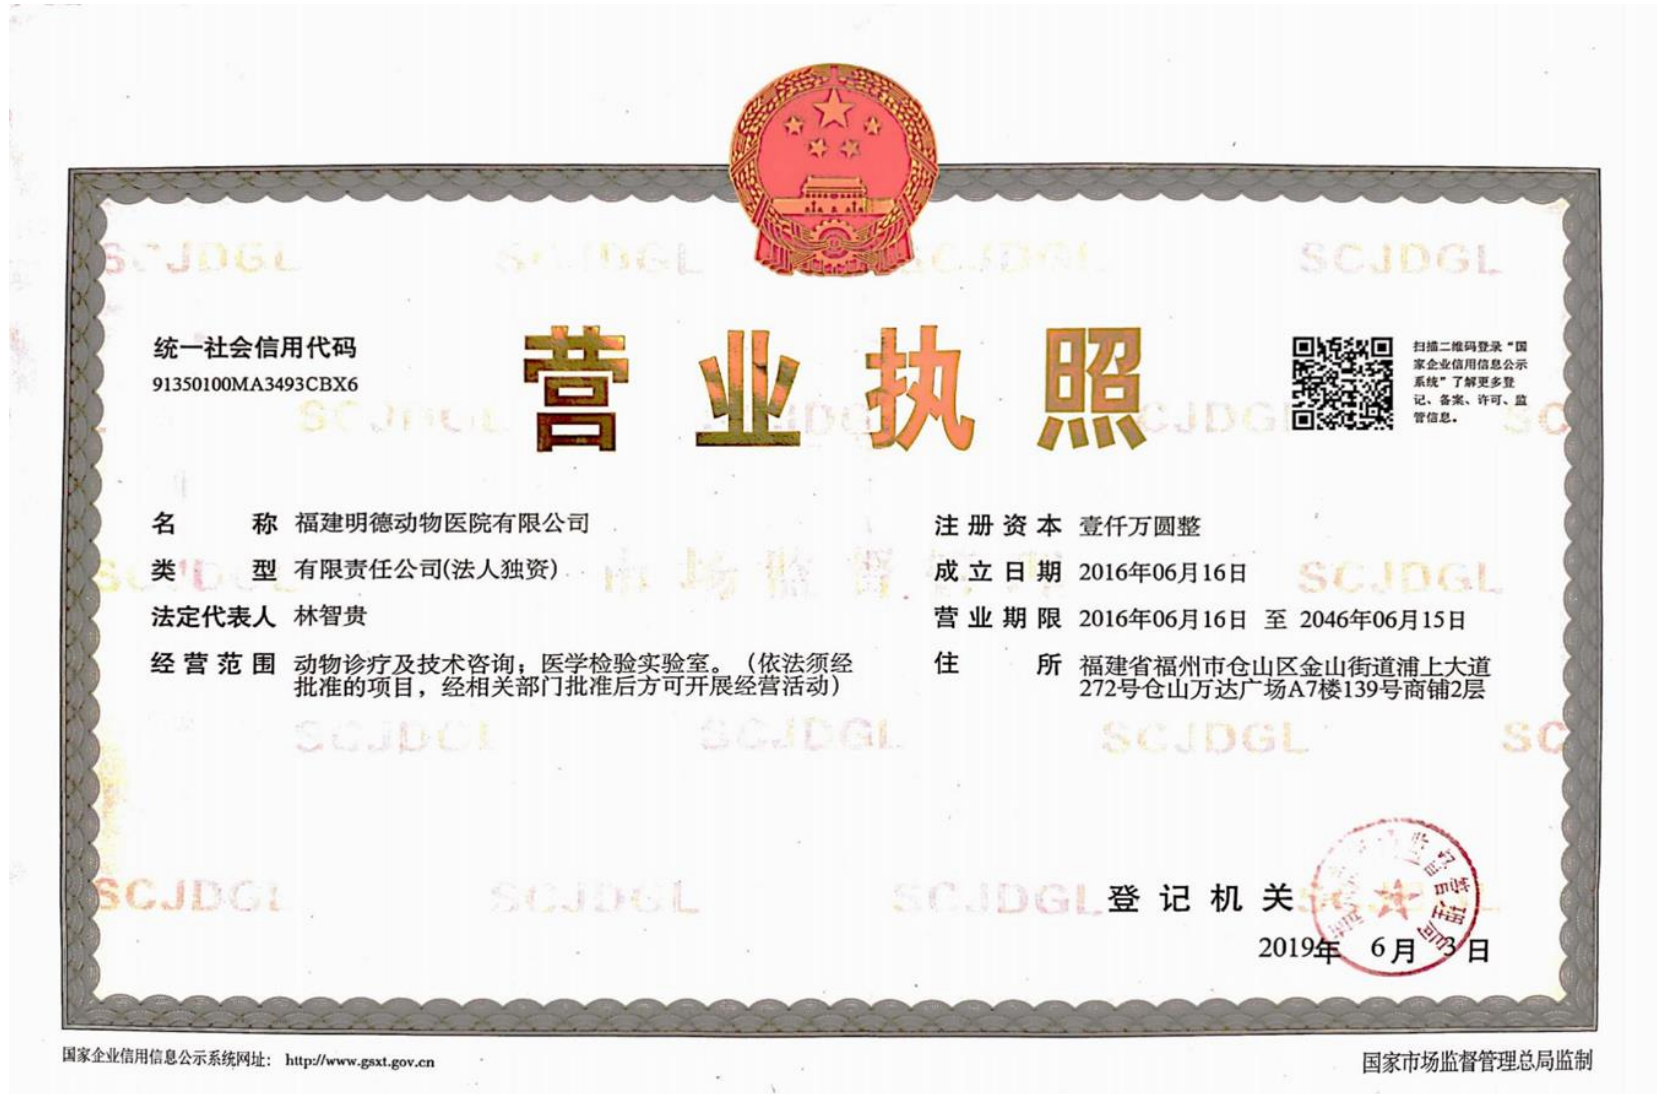 统一社会信用代码
91350100MA3493CBX6
营业执照
扫描二维码登录“国
家企业信用信息公示
系统”了解更多登
记、备案、许可、监
管信息。
名 称 福建明德动物医院有限公司
类 型 有限责任公司(法人独资)
法定代表人 林智贵
经营范围 动物诊疗及技术咨询；医学检验实验室。（依法须经
批准的项目，经相关部门批准后方可开展经营活动）
注册资本 壹仟万圆整
成立日期 2016年06月16日
营业期限 2016年06月16日 至 2046年06月15日
住 所 福建省福州市仓山区金山街道浦上大道
272号仓山万达广场A7楼139号商铺2层
SCJDGL
登记机关
监督管理局
2019年 6月 3日
国家企业信用信息公示系统网址： http://www.gsxt.gov.cn
国家市场监督管理总局监制